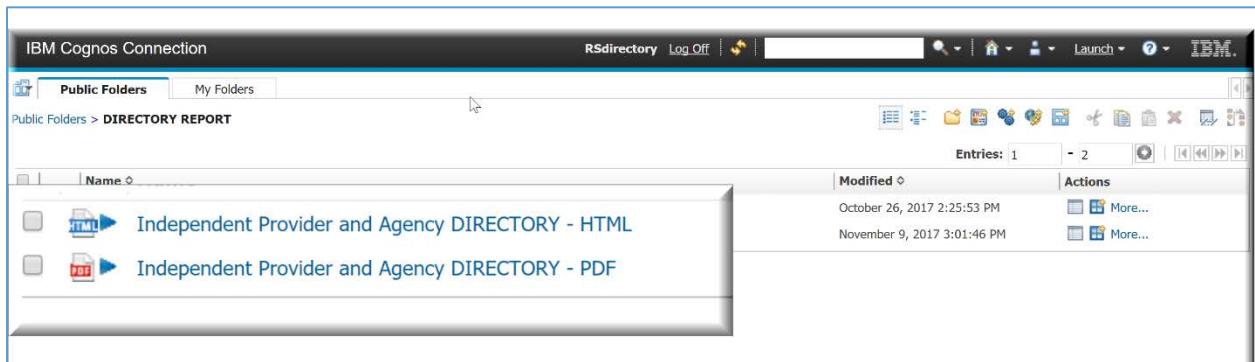 IBM Cognos Connection
RSdirectory Log Off Launch IBM.
Public Folders My Folders
Public Folders > DIRECTORY REPORT
Entries: 1 - 2
Name Modified Actions
HTML Independent Provider and Agency DIRECTORY - HTML October 26, 2017 2:25:53 PM More...
PDF Independent Provider and Agency DIRECTORY - PDF November 9, 2017 3:01:46 PM More...